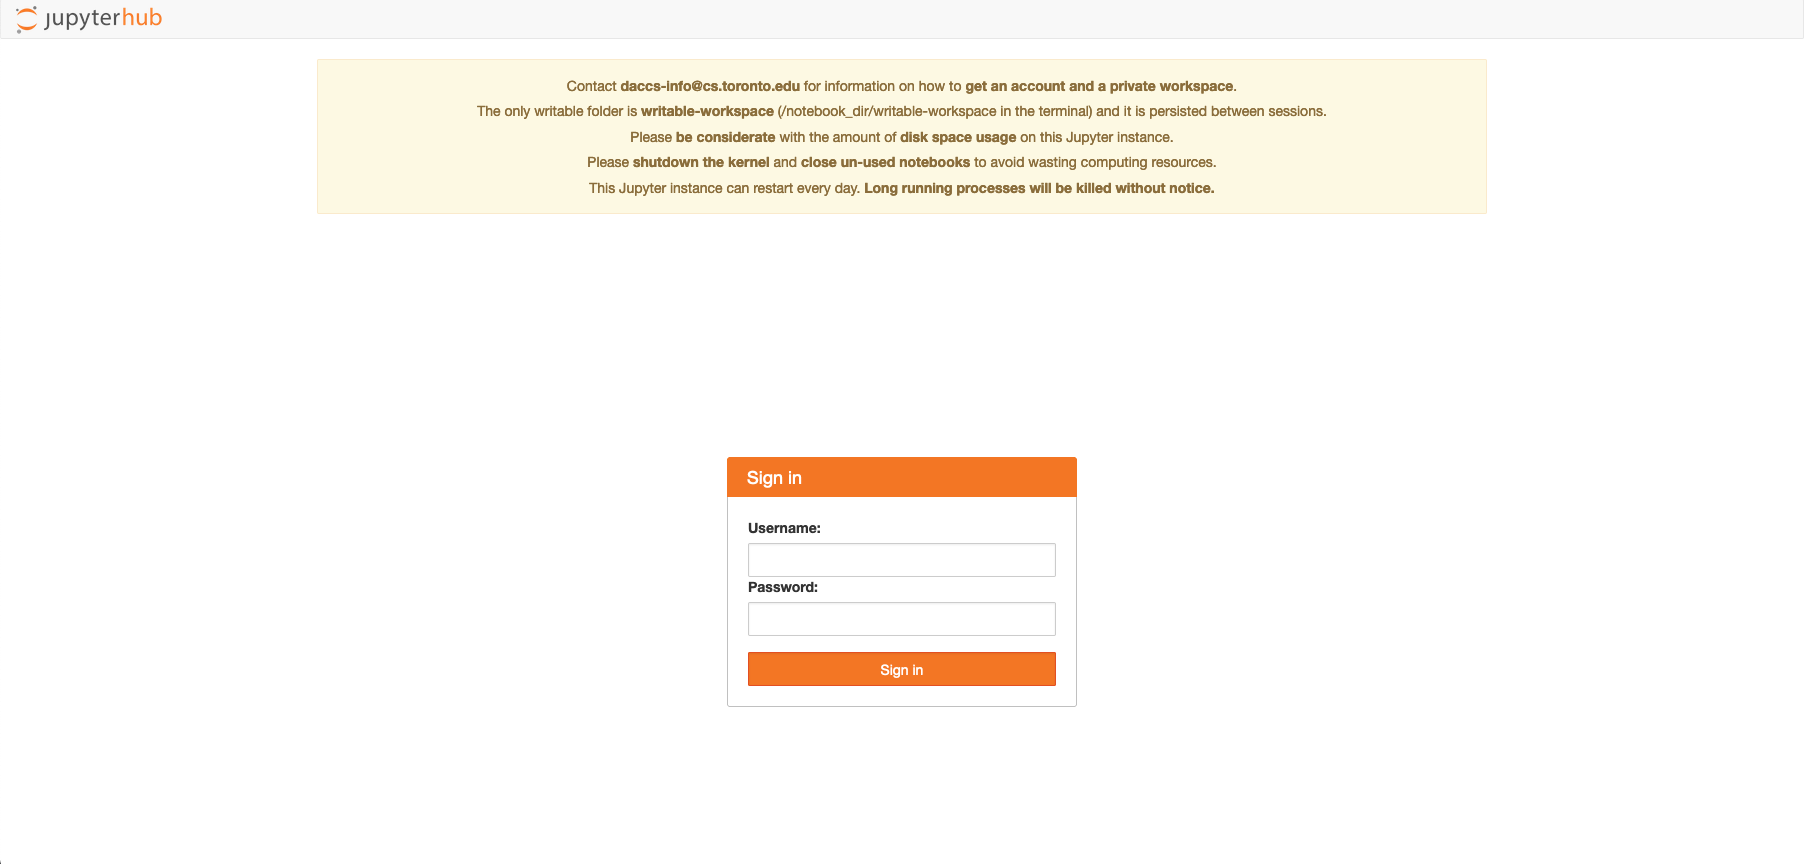 jupyterhub
Contact daccs-info@cs.toronto.edu for information on how to get an account and a private workspace.
The only writable folder is writable-workspace (/notebook_dir/writable-workspace in the terminal) and it is persisted between sessions.
Please be considerate with the amount of disk space usage on this Jupyter instance.
Please shutdown the kernel and close un-used notebooks to avoid wasting computing resources.
This Jupyter instance can restart every day. Long running processes will be killed without notice.
Sign in
Username:
Password:
Sign in